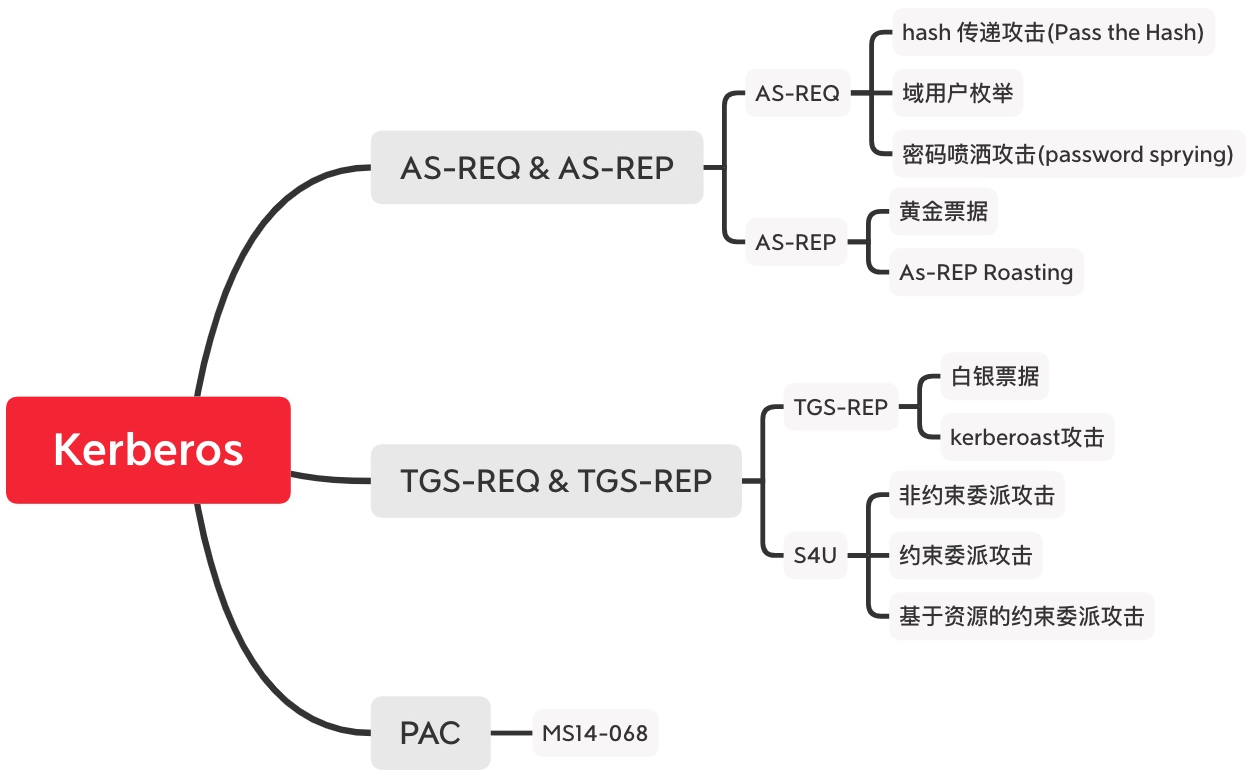 Kerberos
AS-REQ & AS-REP
AS-REQ
hash 传递攻击(Pass the Hash)
域用户枚举
密码喷洒攻击(password sprying)
AS-REP
黄金票据
As-REP Roasting
TGS-REQ & TGS-REP
TGS-REP
白银票据
kerberoast攻击
S4U
非约束委派攻击
约束委派攻击
基于资源的约束委派攻击
PAC
MS14-068